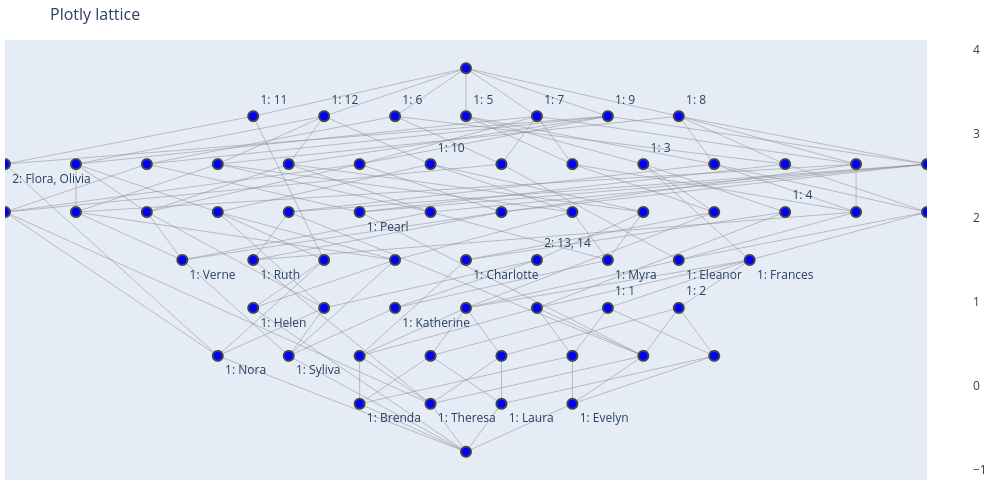 Plotly lattice
4
1: 11
1: 12
1: 6
1: 5
1: 7
1: 9
1: 8
3
1: 10
1: 3
2: Flora, Olivia
1: 4
2
1: Pearl
2: 13, 14
1: Verne
1: Ruth
1: Charlotte
1: Myra
1: Eleanor
1: Frances
1: 1
1: 2
1
1: Helen
1: Katherine
1: Nora
1: Syliva
0
1: Brenda
1: Theresa
1: Laura
1: Evelyn
−1